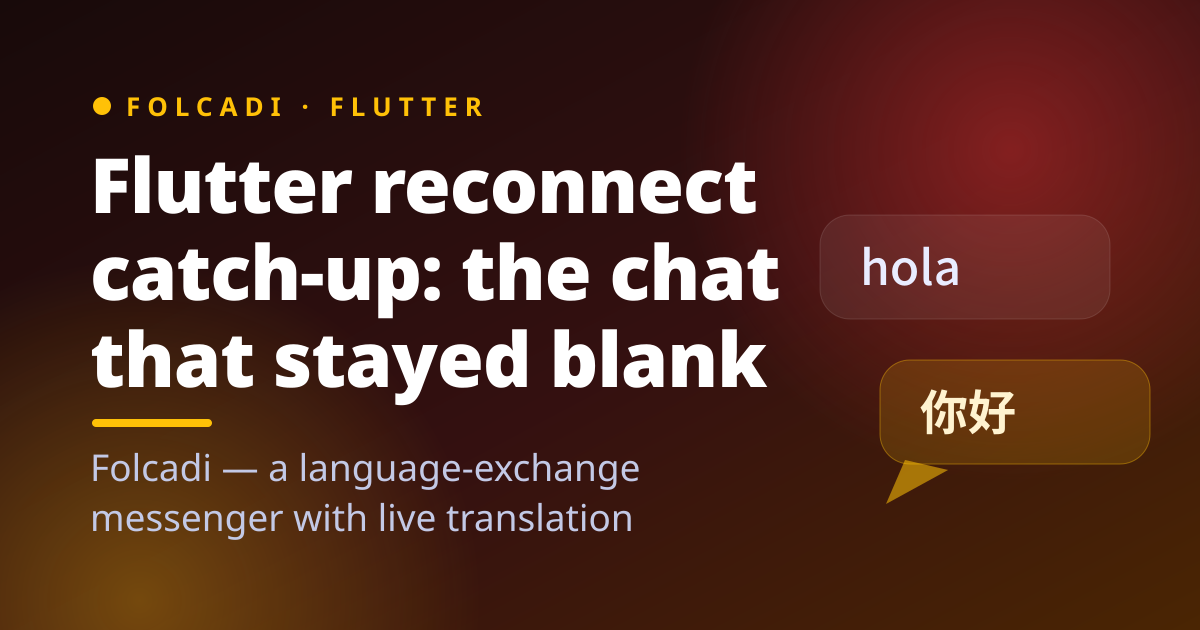 FOLCADI · FLUTTER
Flutter reconnect
catch-up: the chat
that stayed blank
Folcadi — a language-exchange
messenger with live translation
hola
你好